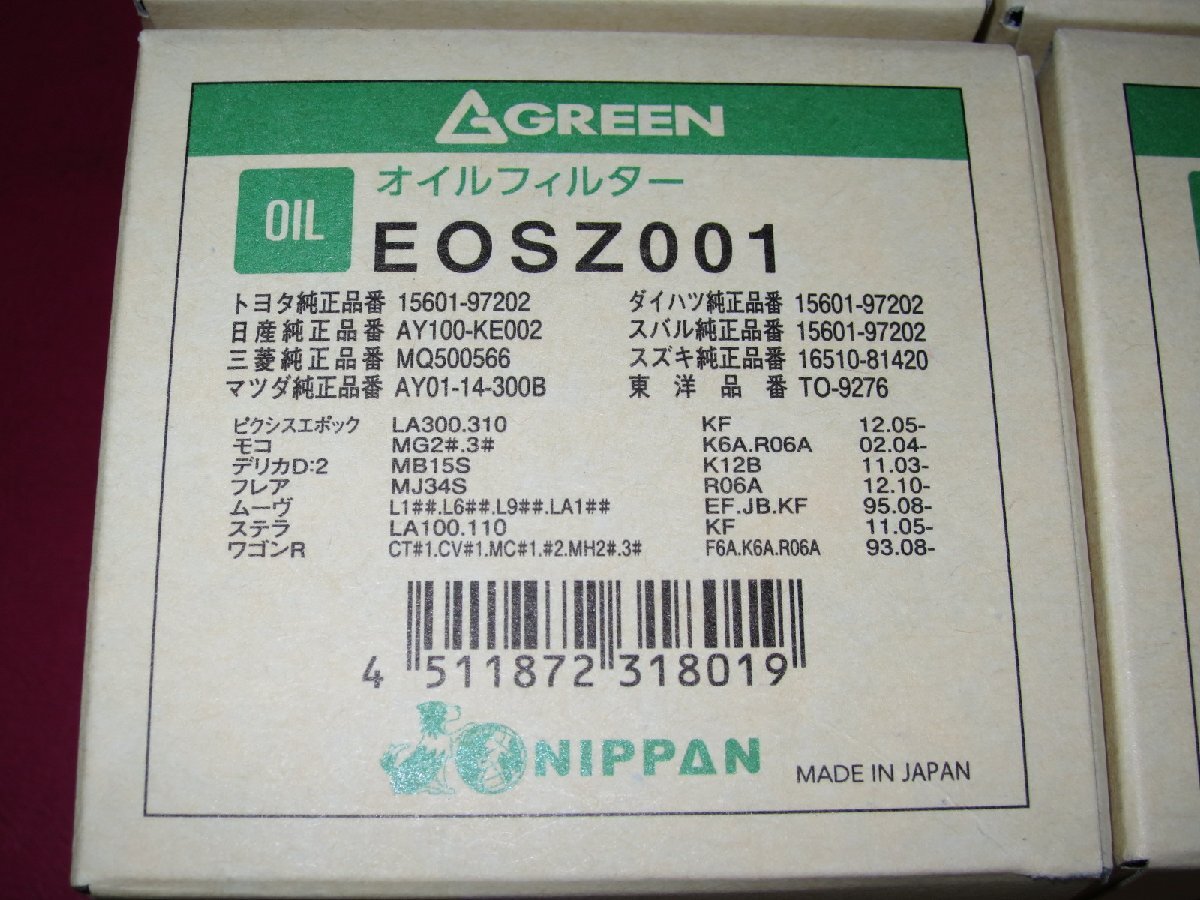 GREEN
OIL
オイルフィルター
EOSZ001
トヨタ純正品番 15601-97202 ダイハツ純正品番 15601-97202
日産純正品番 AY100-KE002 スバル純正品番 15601-97202
三菱純正品番 MQ500566 スズキ純正品番 16510-81420
マツダ純正品番 AY01-14-300B 東洋品番 TO-9276
ピクシスエポック LA300.310 KF 12.05-
モコ MG2#.3# K6A.R06A 02.04-
デリカD:2 MB15S K12B 11.03-
フレア MJ34S R06A 12.10-
ムーヴ L1##.L6##.L9##.LA1## EF.JB.KF 95.08-
ステラ LA100.110 KF 11.05-
ワゴンR CT#1.CV#1.MC#1.#2.MH2#.3# F6A.K6A.R06A 93.08-
4 511872 318019
NIPPAN
MADE IN JAPAN